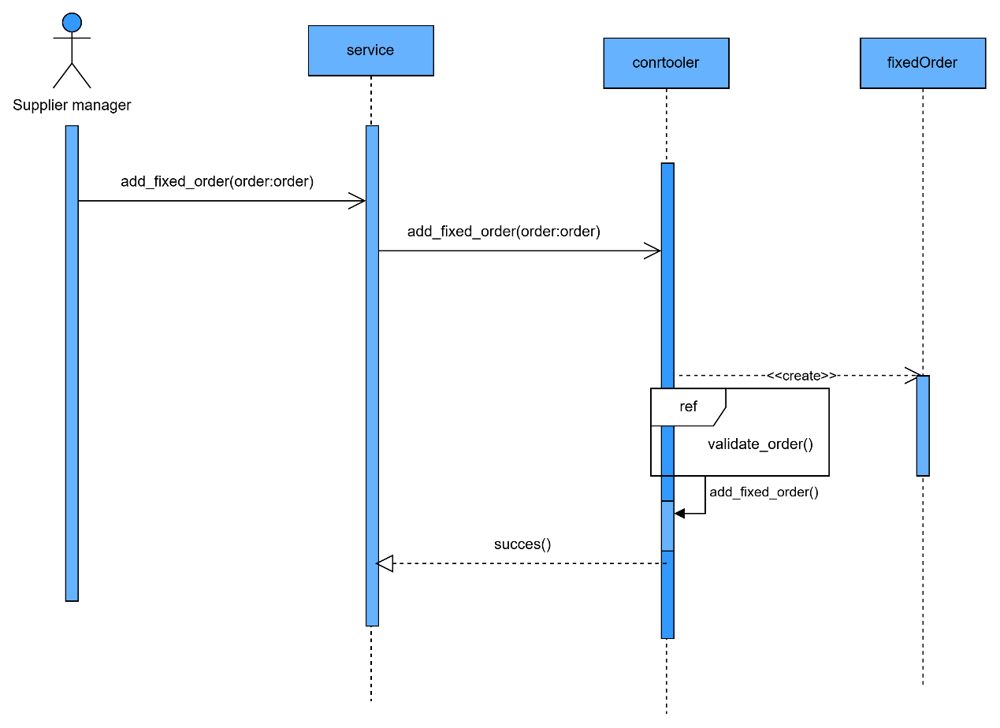 service
conrtooler
fixedOrder
Supplier manager
add_fixed_order(order:order)
add_fixed_order(order:order)
<<create>>
ref
validate_order()
add_fixed_order()
succes()